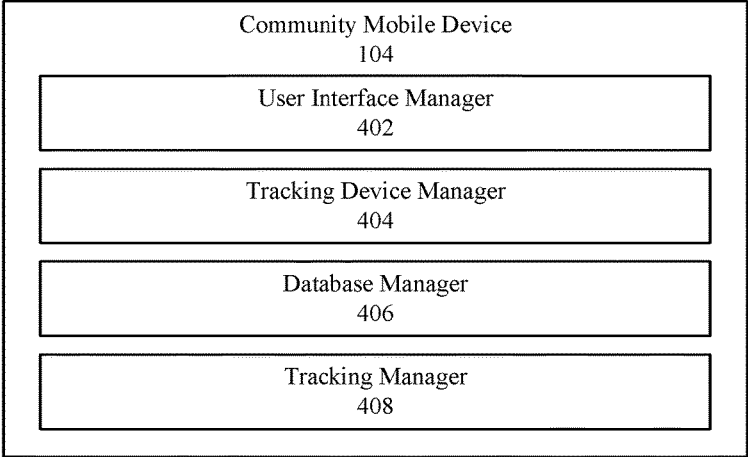 Community Mobile Device
104
User Interface Manager
402
Tracking Device Manager
404
Database Manager
406
Tracking Manager
408